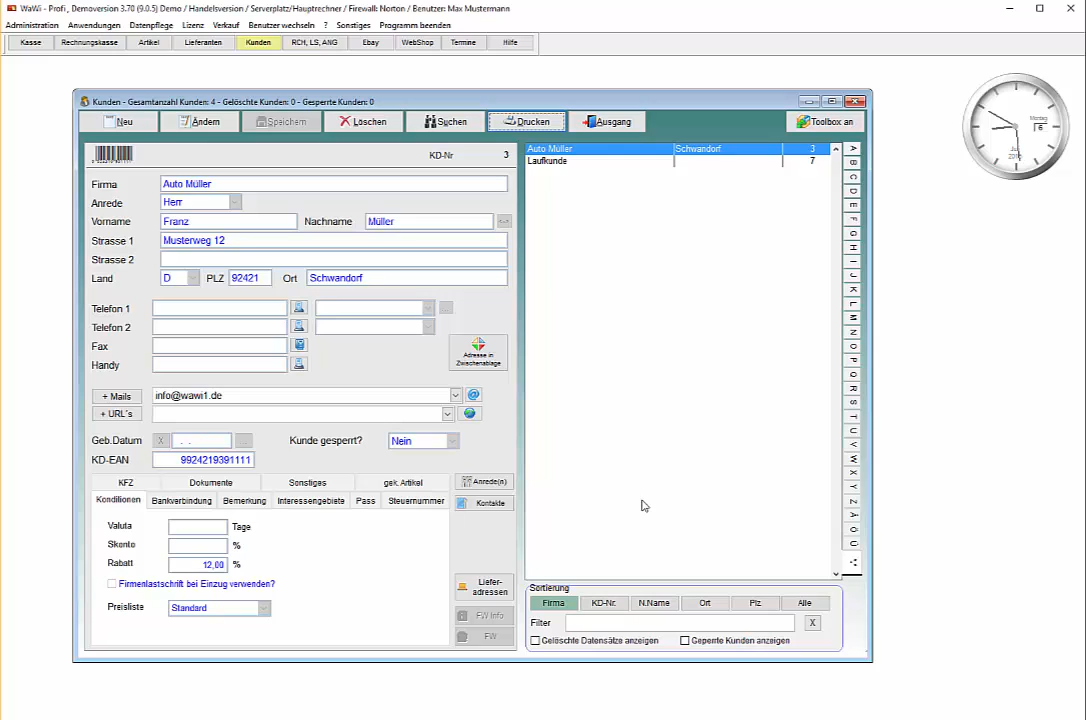 WaWi - Profi , Demoversion 3.70 (9.0.5) Demo / Handelsversion / Serverplatz/Hauptrechner / Firewall: Norton / Benutzer: Max Mustermann
Administration Anwendungen Datenpflege Lizenz Verkauf Benutzer wechseln ? Sonstiges Programm beenden
Kasse Rechnungskasse Artikel Lieferanten Kunden RCH, LS, ANG Ebay WebShop Termine Hilfe
Kunden - Gesamtanzahl Kunden: 4 - Gelöschte Kunden: 0 - Gesperrte Kunden: 0
Neu Ändern Speichern Löschen Suchen Drucken Ausgang Toolbox an
KD-Nr 3
Firma Auto Müller
Anrede Herr
Vorname Franz Nachname Müller
Strasse 1 Musterweg 12
Strasse 2
Land D PLZ 92421 Ort Schwandorf
Telefon 1
Telefon 2
Fax
Handy
Adresse in
Zwischenablage
+ Mails info@wawi1.de
+ URL's
Geb.Datum X . . Kunde gesperrt? Nein
KD-EAN 9924219391111
KFZ Dokumente Sonstiges gek. Artikel Anrede(n)
Konditionen Bankverbindung Bemerkung Interessengebiete Pass Steuernummer Kontakte
Valuta Tage
Skonto %
Rabatt 12,00 %
Firmenlastschrift bei Einzug verwenden?
Preisliste Standard
Liefer-
adressen
FW Info
FW
Auto Müller Schwandorf 3
Laufkunde 7
A
B
C
D
E
F
G
H
I
J
K
L
M
N
O
P
Q
R
S
T
U
V
W
X
Y
Z
Ä
Ö
Ü
Sortierung
Firma KD-Nr. N.Name Ort Plz Alle
Filter X
Gelöschte Datensätze anzeigen Geperrte Kunden anzeigen
Montag
6